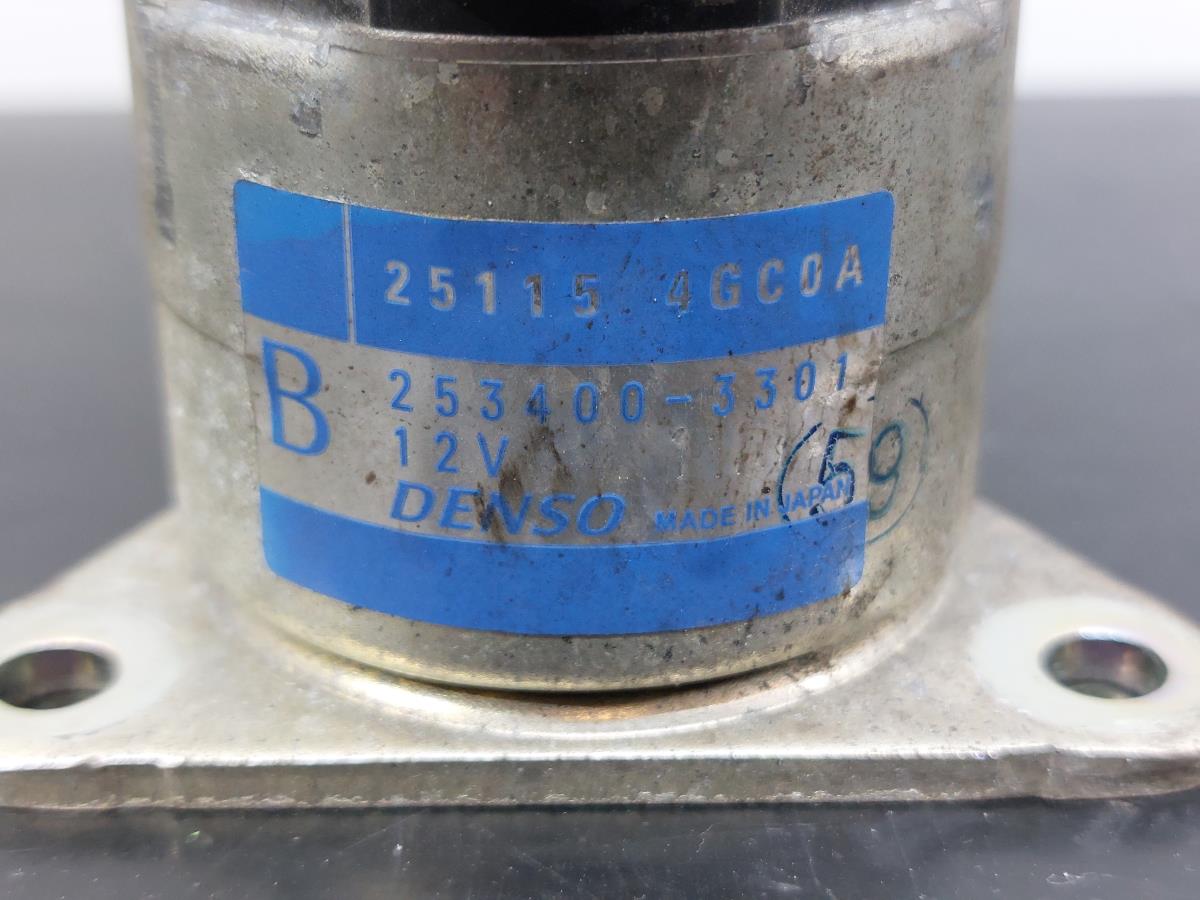 25115 4GC0A
B 253400-3301
12V
DENSO MADE IN JAPAN
59